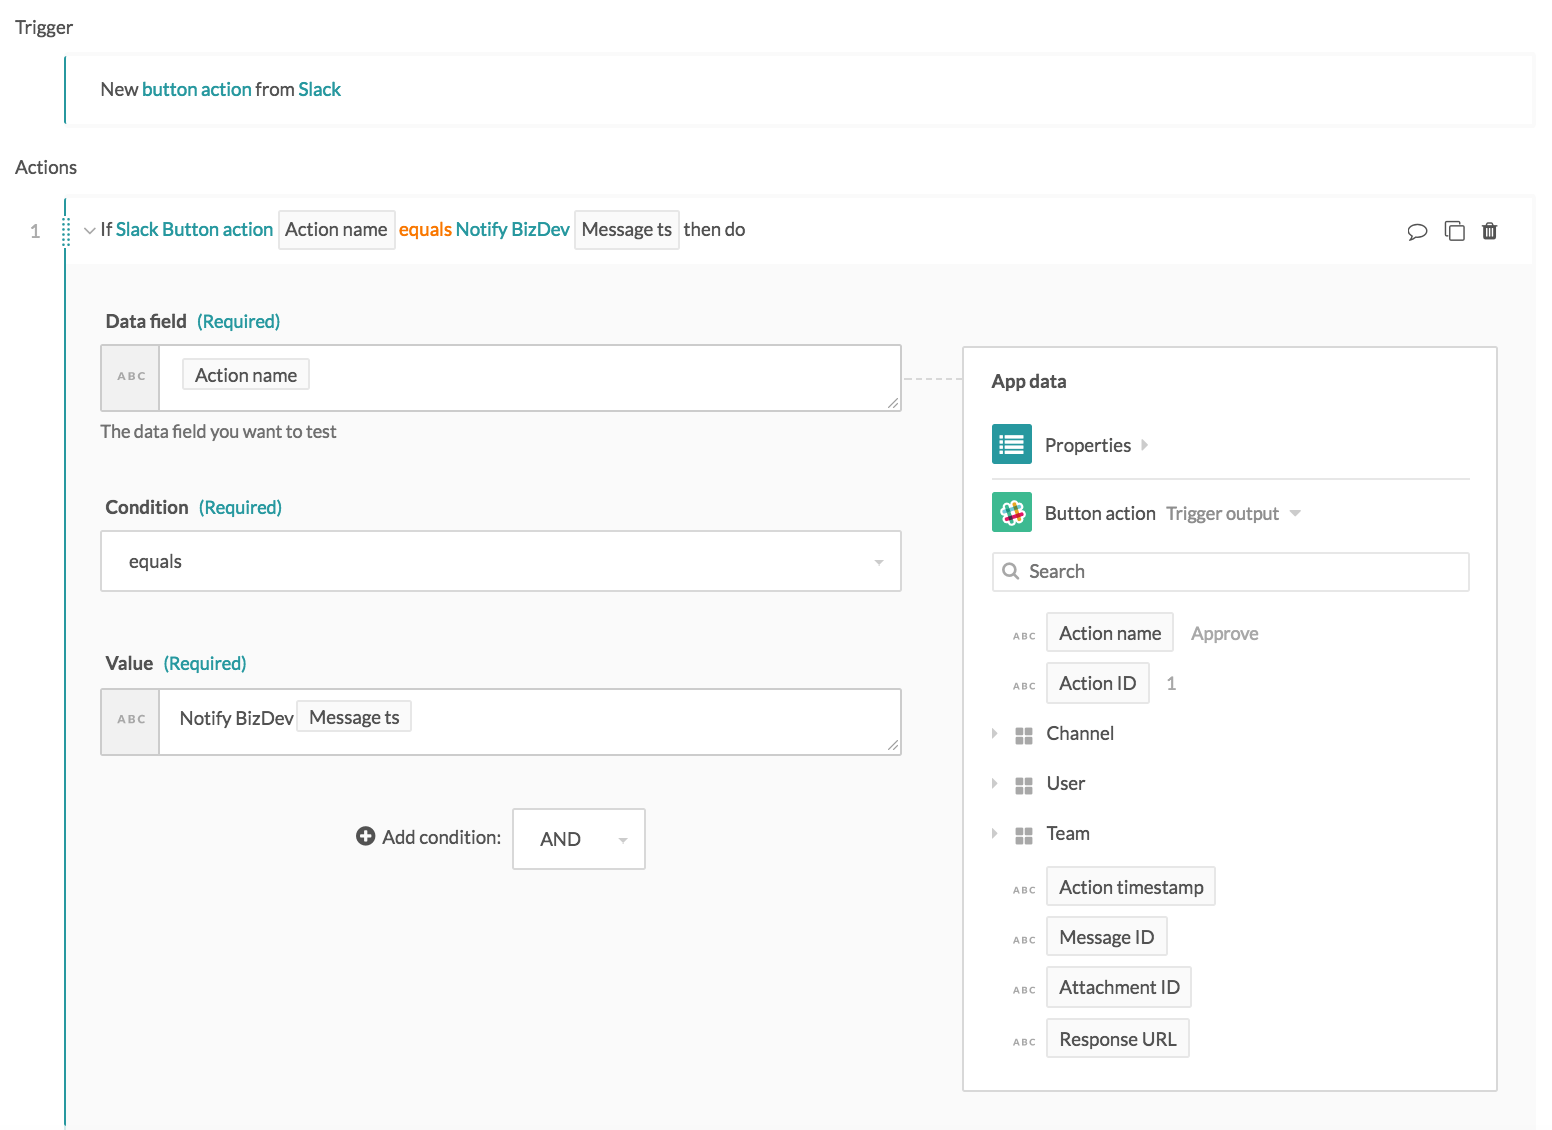 Trigger
New button action from Slack
Actions
1
If Slack Button action Action name equals Notify BizDev Message ts then do
Data field (Required)
ABC Action name
The data field you want to test
Condition (Required)
equals
Value (Required)
ABC Notify BizDev Message ts
Add condition: AND
App data
Properties
Button action Trigger output
Search
ABC Action name Approve
ABC Action ID 1
Channel
User
Team
ABC Action timestamp
ABC Message ID
ABC Attachment ID
ABC Response URL